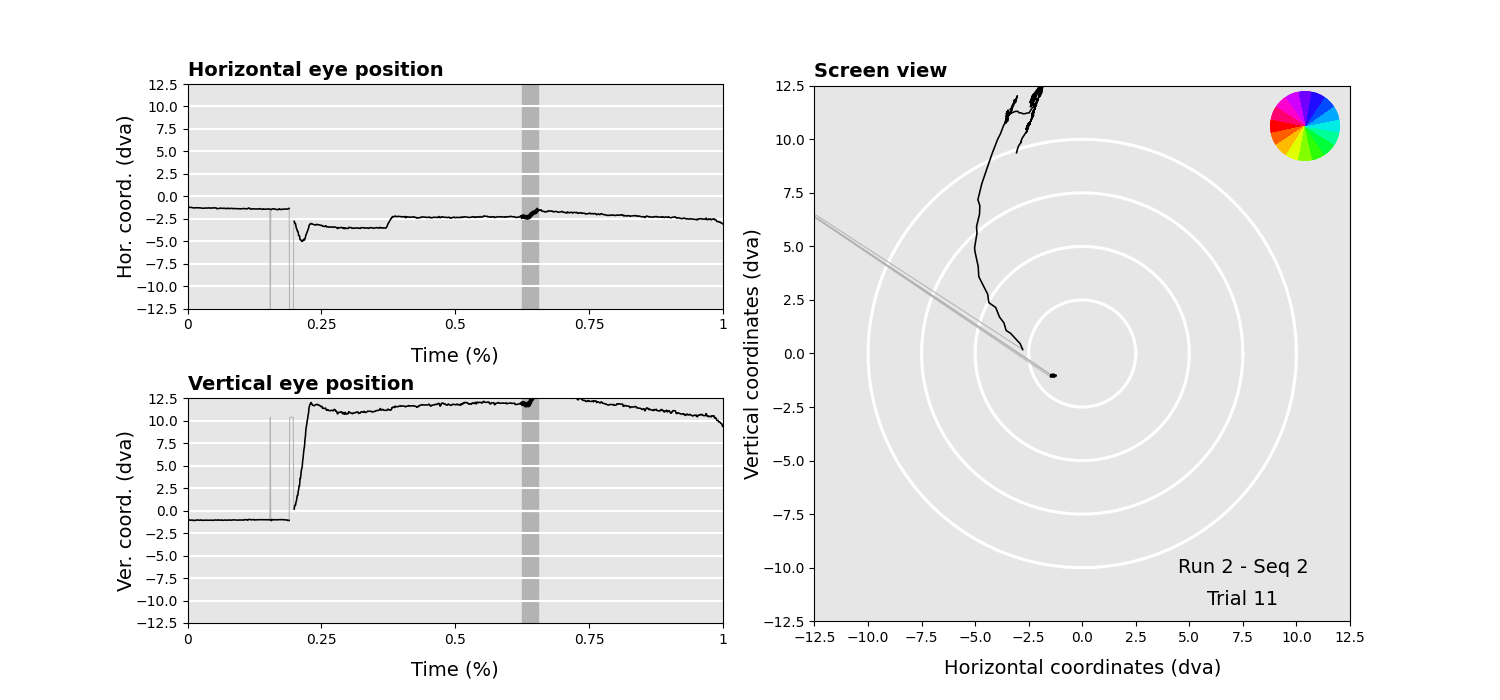 Horizontal eye position
Hor. coord. (dva)
12.5
10.0
7.5
5.0
2.5
0.0
−2.5
−5.0
−7.5
−10.0
−12.5
0 0.25 0.5 0.75 1
Time (%)
Vertical eye position
Ver. coord. (dva)
12.5
10.0
7.5
5.0
2.5
0.0
−2.5
−5.0
−7.5
−10.0
−12.5
0 0.25 0.5 0.75 1
Time (%)
Screen view
Vertical coordinates (dva)
12.5
10.0
7.5
5.0
2.5
0.0
−2.5
−5.0
−7.5
−10.0
−12.5
Run 2 - Seq 2
Trial 11
−12.5 −10.0 −7.5 −5.0 −2.5 0.0 2.5 5.0 7.5 10.0 12.5
Horizontal coordinates (dva)